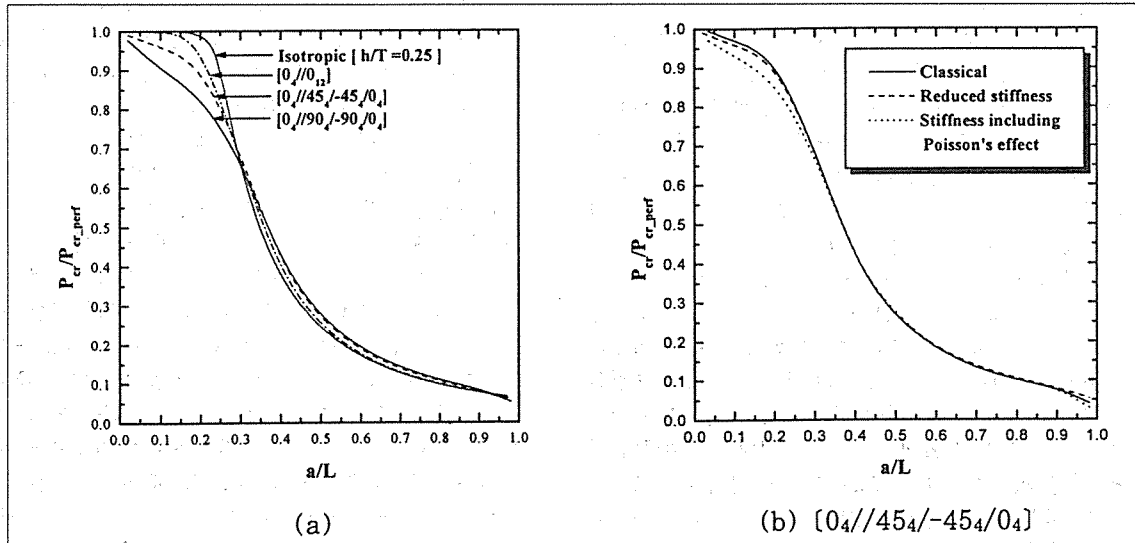 1.0
0.9
0.8
0.7
0.6
0.5
0.4
0.3
0.2
0.1
0.0
P_cr/P_cr_perf
Isotropic [ h/T =0.25 ]
[0₄//0₁₂]
[0₄//45₄/-45₄/0₄]
[0₄//90₄/-90₄/0₄]
0.0 0.1 0.2 0.3 0.4 0.5 0.6 0.7 0.8 0.9 1.0
a/L
(a)
1.0
0.9
0.8
0.7
0.6
0.5
0.4
0.3
0.2
0.1
0.0
P_cr/P_cr_perf
Classical
Reduced stiffness
Stiffness including
Poisson's effect
0.0 0.1 0.2 0.3 0.4 0.5 0.6 0.7 0.8 0.9 1.0
a/L
(b) [0₄//45₄/-45₄/0₄]